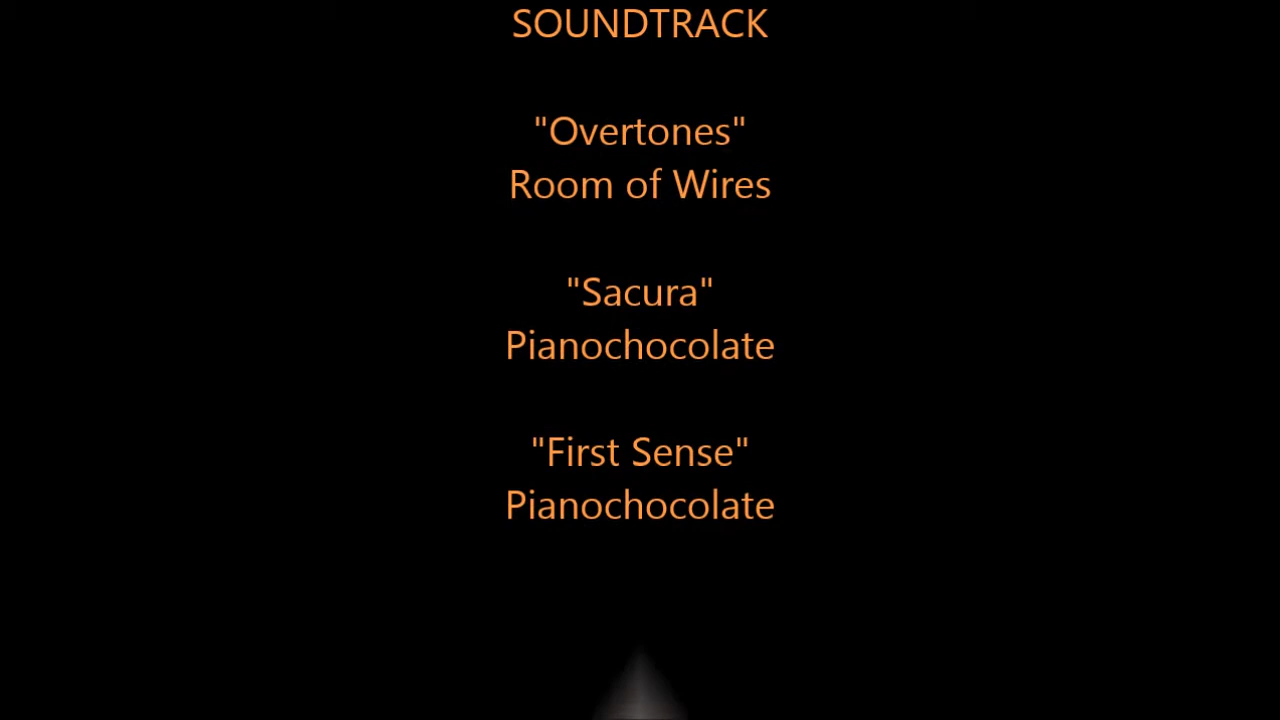 SOUNDTRACK
"Overtones"
Room of Wires
"Sacura"
Pianochocolate
"First Sense"
Pianochocolate